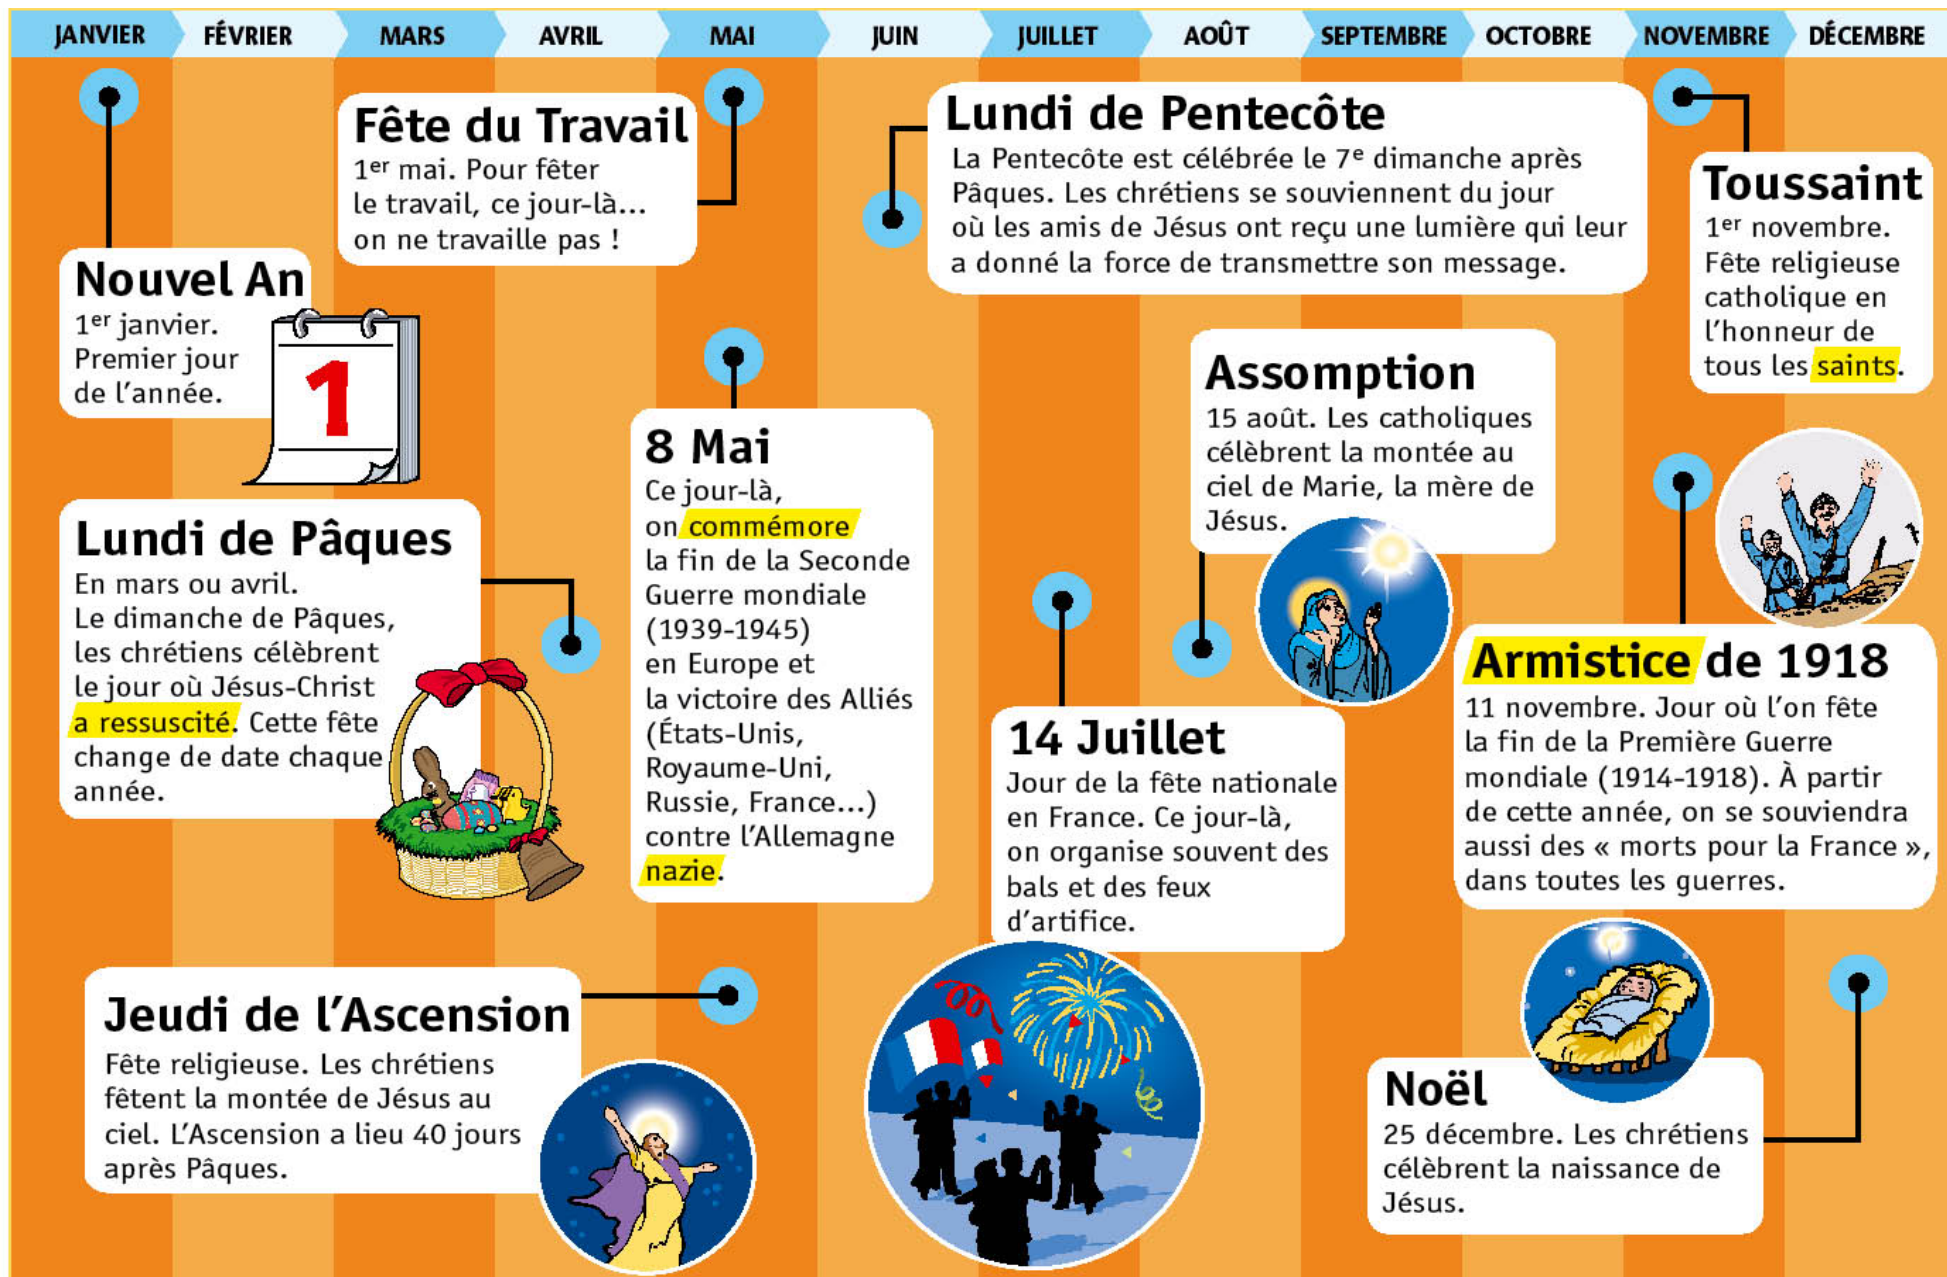 JANVIER FÉVRIER MARS AVRIL MAI JUIN JUILLET AOÛT SEPTEMBRE OCTOBRE NOVEMBRE DÉCEMBRE
Nouvel An
1er janvier.
Premier jour
de l'année.
1
Fête du Travail
1er mai. Pour fêter
le travail, ce jour-là...
on ne travaille pas !
Lundi de Pentecôte
La Pentecôte est célébrée le 7e dimanche après
Pâques. Les chrétiens se souviennent du jour
où les amis de Jésus ont reçu une lumière qui leur
a donné la force de transmettre son message.
Toussaint
1er novembre.
Fête religieuse
catholique en
l'honneur de
tous les saints.
Lundi de Pâques
En mars ou avril.
Le dimanche de Pâques,
les chrétiens célèbrent
le jour où Jésus-Christ
a ressuscité. Cette fête
change de date chaque
année.
8 Mai
Ce jour-là,
on commémore
la fin de la Seconde
Guerre mondiale
(1939-1945)
en Europe et
la victoire des Alliés
(États-Unis,
Royaume-Uni,
Russie, France...)
contre l'Allemagne
nazie.
Assomption
15 août. Les catholiques
célèbrent la montée au
ciel de Marie, la mère de
Jésus.
14 Juillet
Jour de la fête nationale
en France. Ce jour-là,
on organise souvent des
bals et des feux
d'artifice.
Armistice de 1918
11 novembre. Jour où l'on fête
la fin de la Première Guerre
mondiale (1914-1918). À partir
de cette année, on se souviendra
aussi des « morts pour la France »,
dans toutes les guerres.
Jeudi de l'Ascension
Fête religieuse. Les chrétiens
fêtent la montée de Jésus au
ciel. L'Ascension a lieu 40 jours
après Pâques.
Noël
25 décembre. Les chrétiens
célèbrent la naissance de
Jésus.